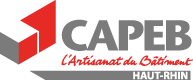 CAPEB
L'Artisanat du Bâtiment
HAUT-RHIN